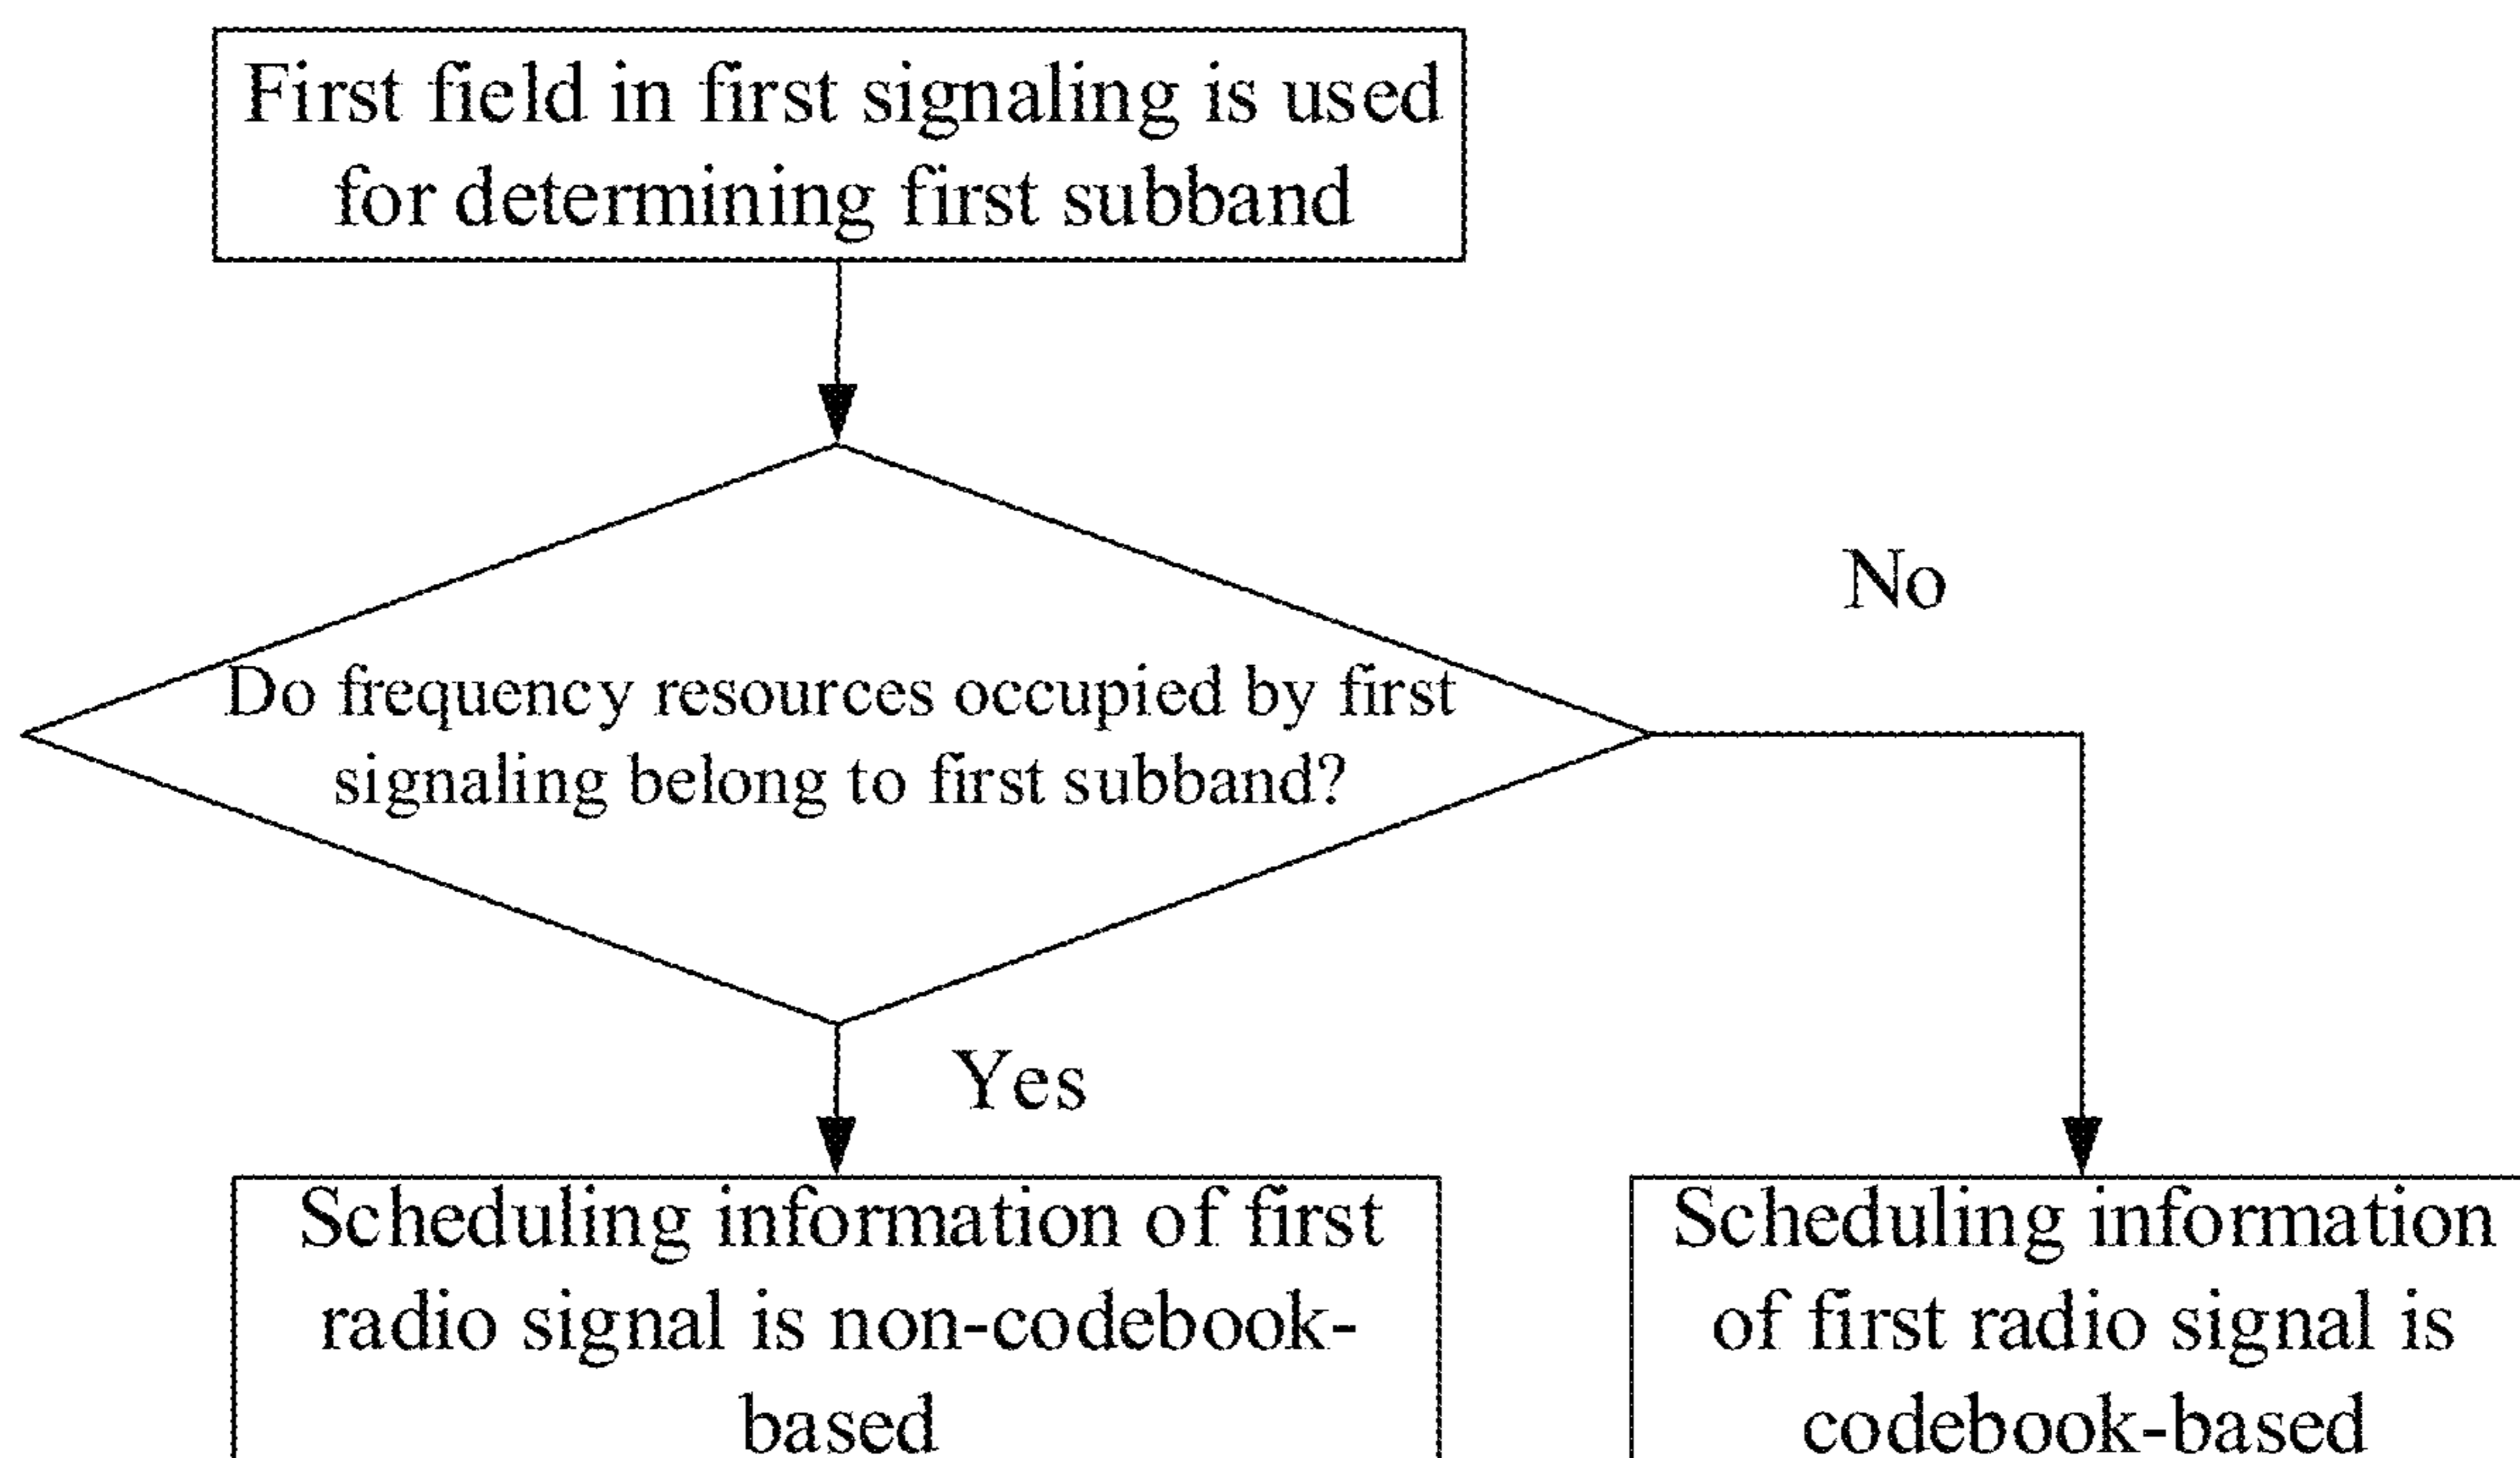 First field in first signaling is used
for determining first subband
No
Do frequency resources occupied by first
signaling belong to first subband?
Yes
Scheduling information of first
radio signal is non-codebook-
based
Scheduling information
of first radio signal is
codebook-based